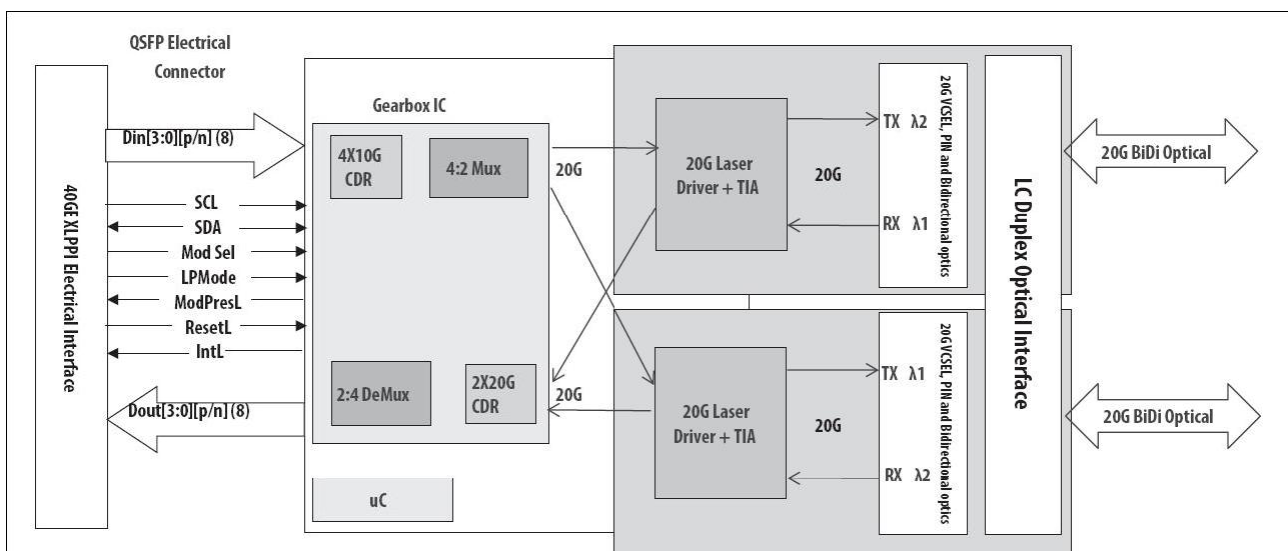 QSFP Electrical
Connector
40GE XLPPI Electrical Interface
Din[3:0][p/n] (8)
SCL
SDA
Mod Sel
LPMode
ModPresL
ResetL
IntL
Dout[3:0][p/n] (8)
Gearbox IC
4X10G
CDR
4:2 Mux
2:4 DeMux
2X20G
CDR
uC
20G
20G
20G Laser
Driver + TIA
20G
TX λ2
RX λ1
20G VCSEL, PIN and Bidirectional optics
20G Laser
Driver + TIA
20G
TX λ1
RX λ2
20G VCSEL, PIN and Bidirectional optics
LC Duplex Optical Interface
20G BiDi Optical
20G BiDi Optical